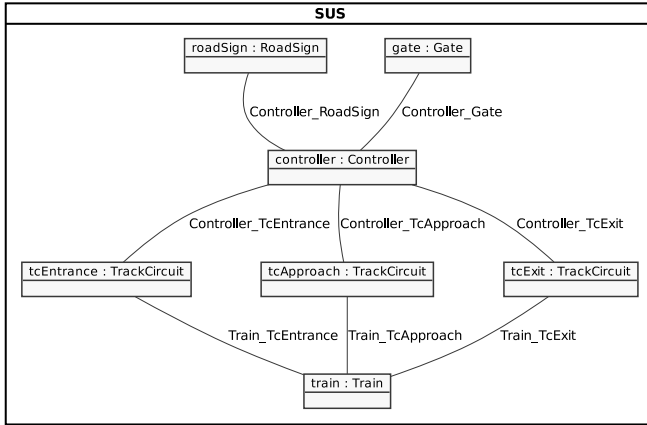 SUS
roadSign : RoadSign
gate : Gate
Controller_RoadSign
Controller_Gate
controller : Controller
Controller_TcEntrance
Controller_TcApproach
Controller_TcExit
tcEntrance : TrackCircuit
tcApproach : TrackCircuit
tcExit : TrackCircuit
Train_TcEntrance
Train_TcApproach
Train_TcExit
train : Train